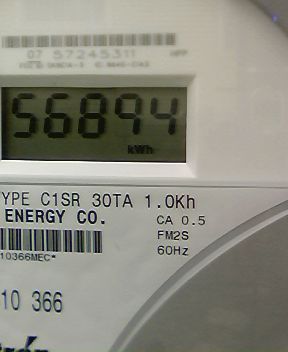 07 57245311
56894
kWh
TYPE C1SR 30TA 1.0Kh
ENERGY CO.
CA 0.5
FM2S
60Hz
10366MEC*
10 366